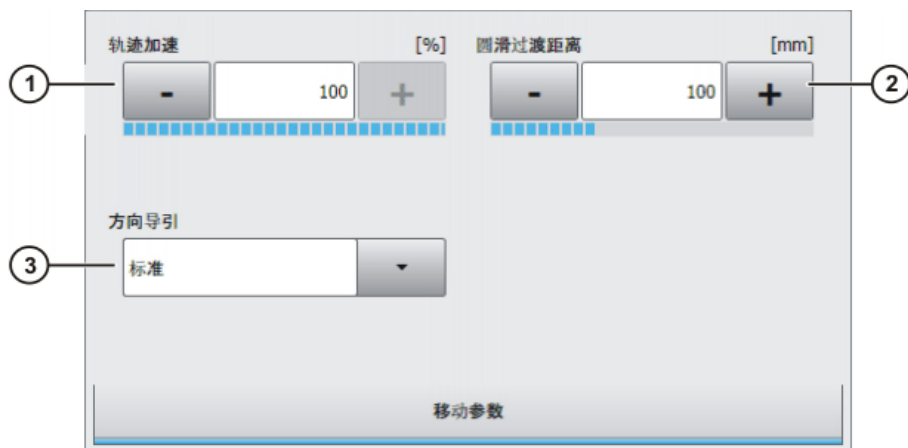 轨迹加速 [%] 圆滑过渡距离 [mm]
1 - 100 + - 100 + 2
方向导引
3 标准
移动参数